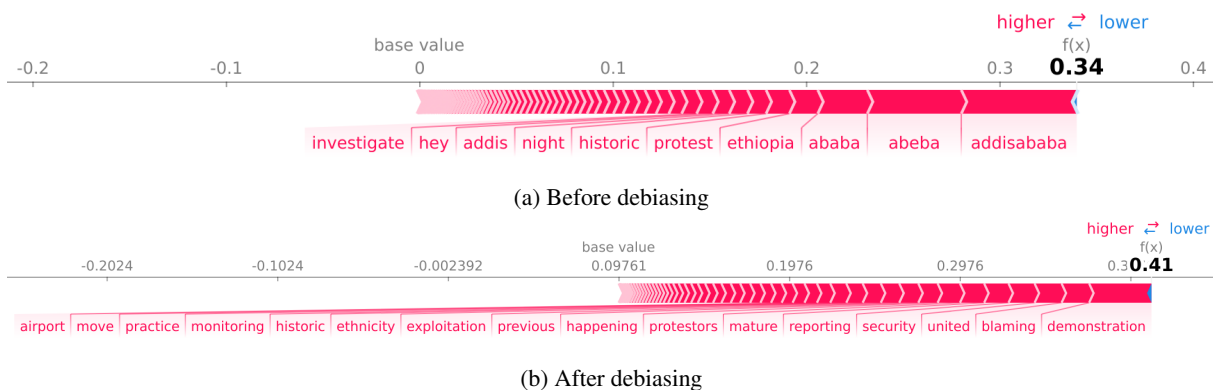 higher ⇄ lower
base value f(x)
-0.2 -0.1 0 0.1 0.2 0.3 0.34 0.4
investigate hey addis night historic protest ethiopia ababa abeba addisababa
(a) Before debiasing
higher ⇄ lower
base value f(x)
-0.2024 -0.1024 -0.002392 0.09761 0.1976 0.2976 0.3 0.41
airport move practice monitoring historic ethnicity exploitation previous happening protestors mature reporting security united blaming demonstration
(b) After debiasing